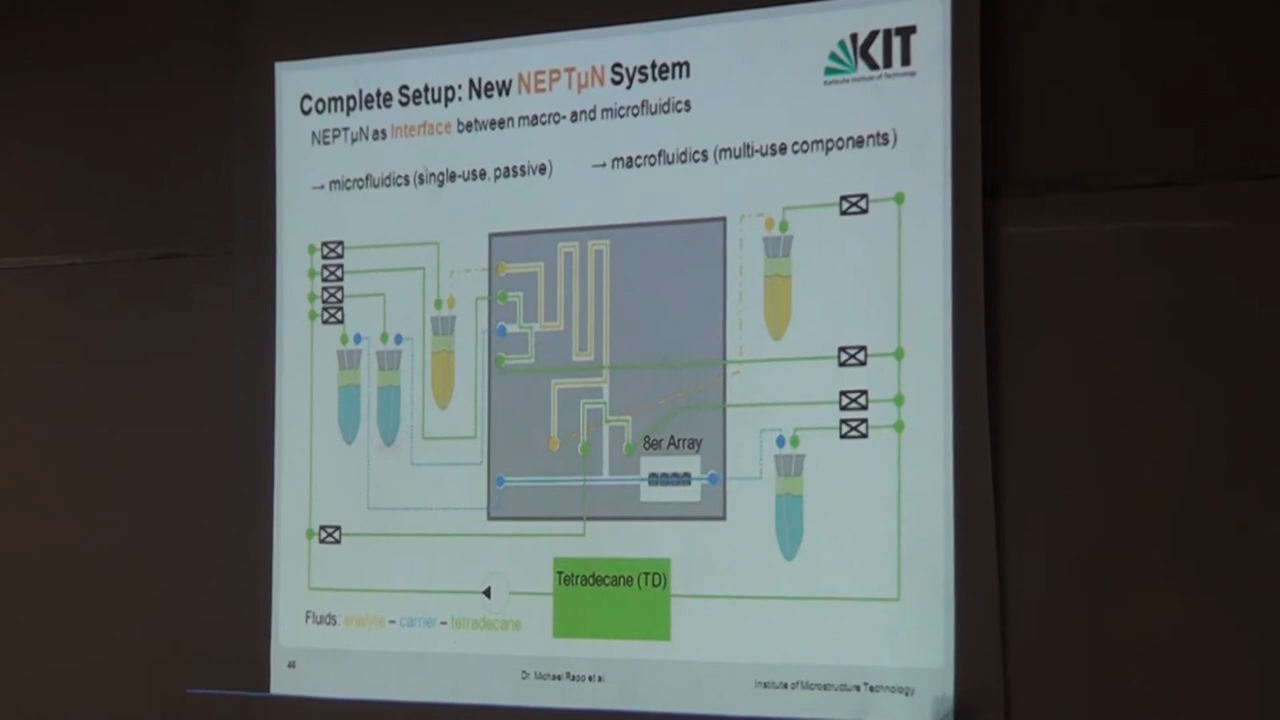 Complete Setup: New NEPTµN System
KIT
Karlsruhe Institute of Technology
NEPTµN as Interface between macro- and microfluidics
→ microfluidics (single-use, passive)
→ macrofluidics (multi-use components)
8er Array
Tetradecane (TD)
Fluids: analyte – carrier – tetradecane
46
Dr. Michael Rapp et al.
Institute of Microstructure Technology